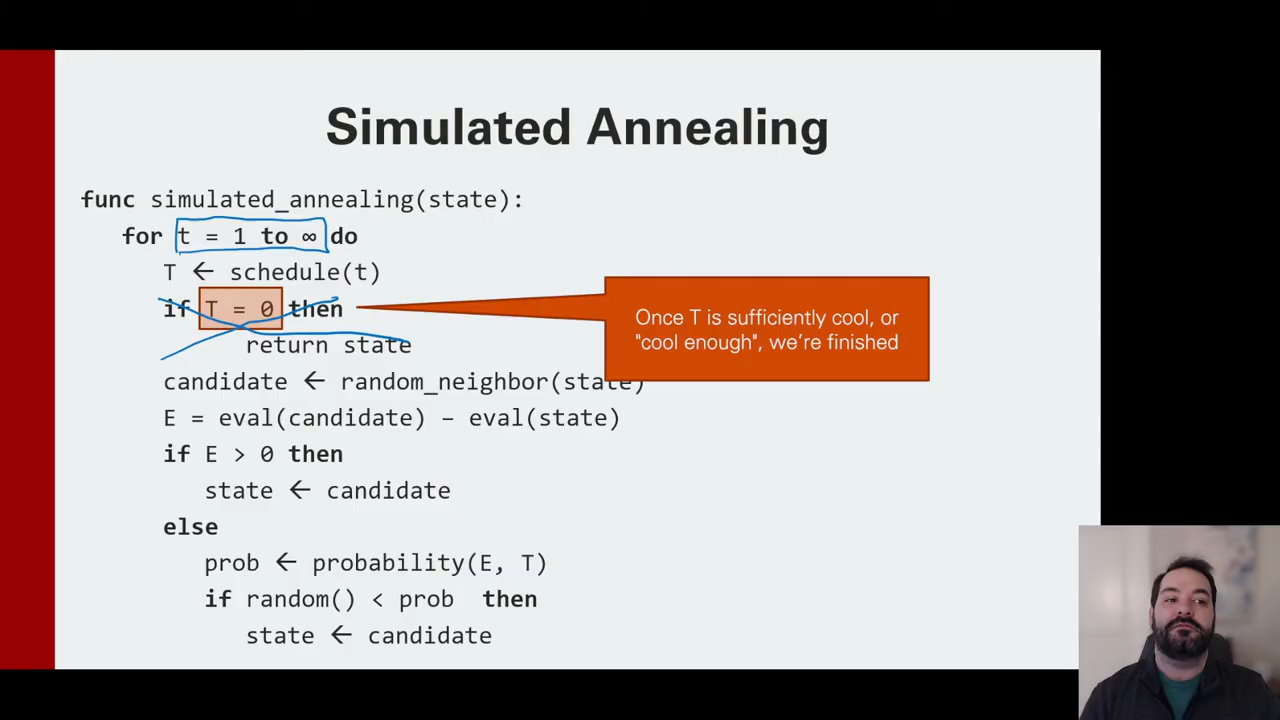 Simulated Annealing
func simulated_annealing(state):
for t = 1 to ∞ do
T ← schedule(t)
if T = 0 then
return state
Once T is sufficiently cool, or
"cool enough", we're finished
candidate ← random_neighbor(state)
E = eval(candidate) – eval(state)
if E > 0 then
state ← candidate
else
prob ← probability(E, T)
if random() < prob then
state ← candidate